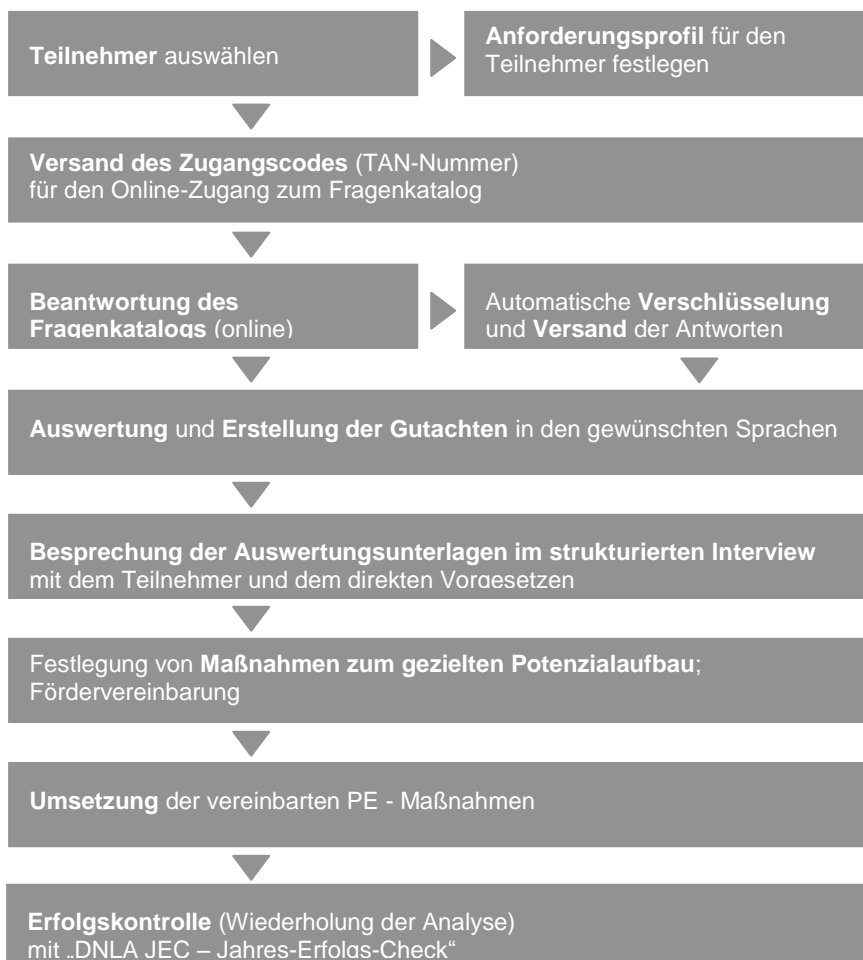 Teilnehmer auswählen
Anforderungsprofil für den
Teilnehmer festlegen
Versand des Zugangscodes (TAN-Nummer)
für den Online-Zugang zum Fragenkatalog
Beantwortung des
Fragenkatalogs (online)
Automatische Verschlüsselung
und Versand der Antworten
Auswertung und Erstellung der Gutachten in den gewünschten Sprachen
Besprechung der Auswertungsunterlagen im strukturierten Interview
mit dem Teilnehmer und dem direkten Vorgesetzen
Festlegung von Maßnahmen zum gezielten Potenzialaufbau;
Fördervereinbarung
Umsetzung der vereinbarten PE - Maßnahmen
Erfolgskontrolle (Wiederholung der Analyse)
mit „DNLA JEC – Jahres-Erfolgs-Check“